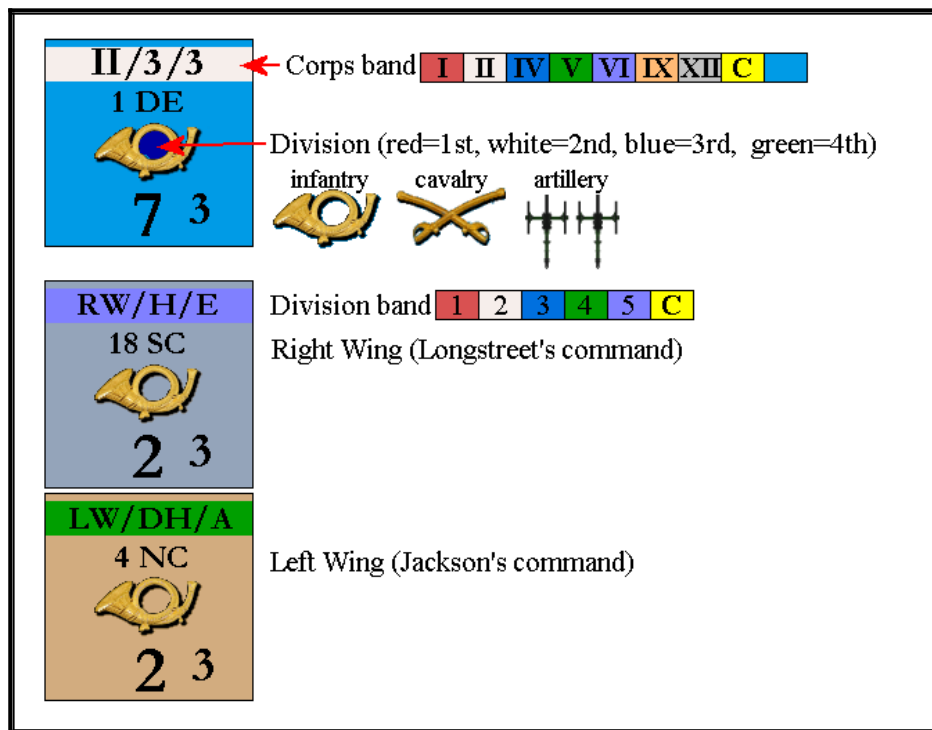 II/3/3
Corps band I II IV V VI IX XII C
1 DE
Division (red=1st, white=2nd, blue=3rd, green=4th)
infantry cavalry artillery
7 3
RW/H/E
Division band 1 2 3 4 5 C
18 SC
Right Wing (Longstreet's command)
2 3
LW/DH/A
4 NC
Left Wing (Jackson's command)
2 3